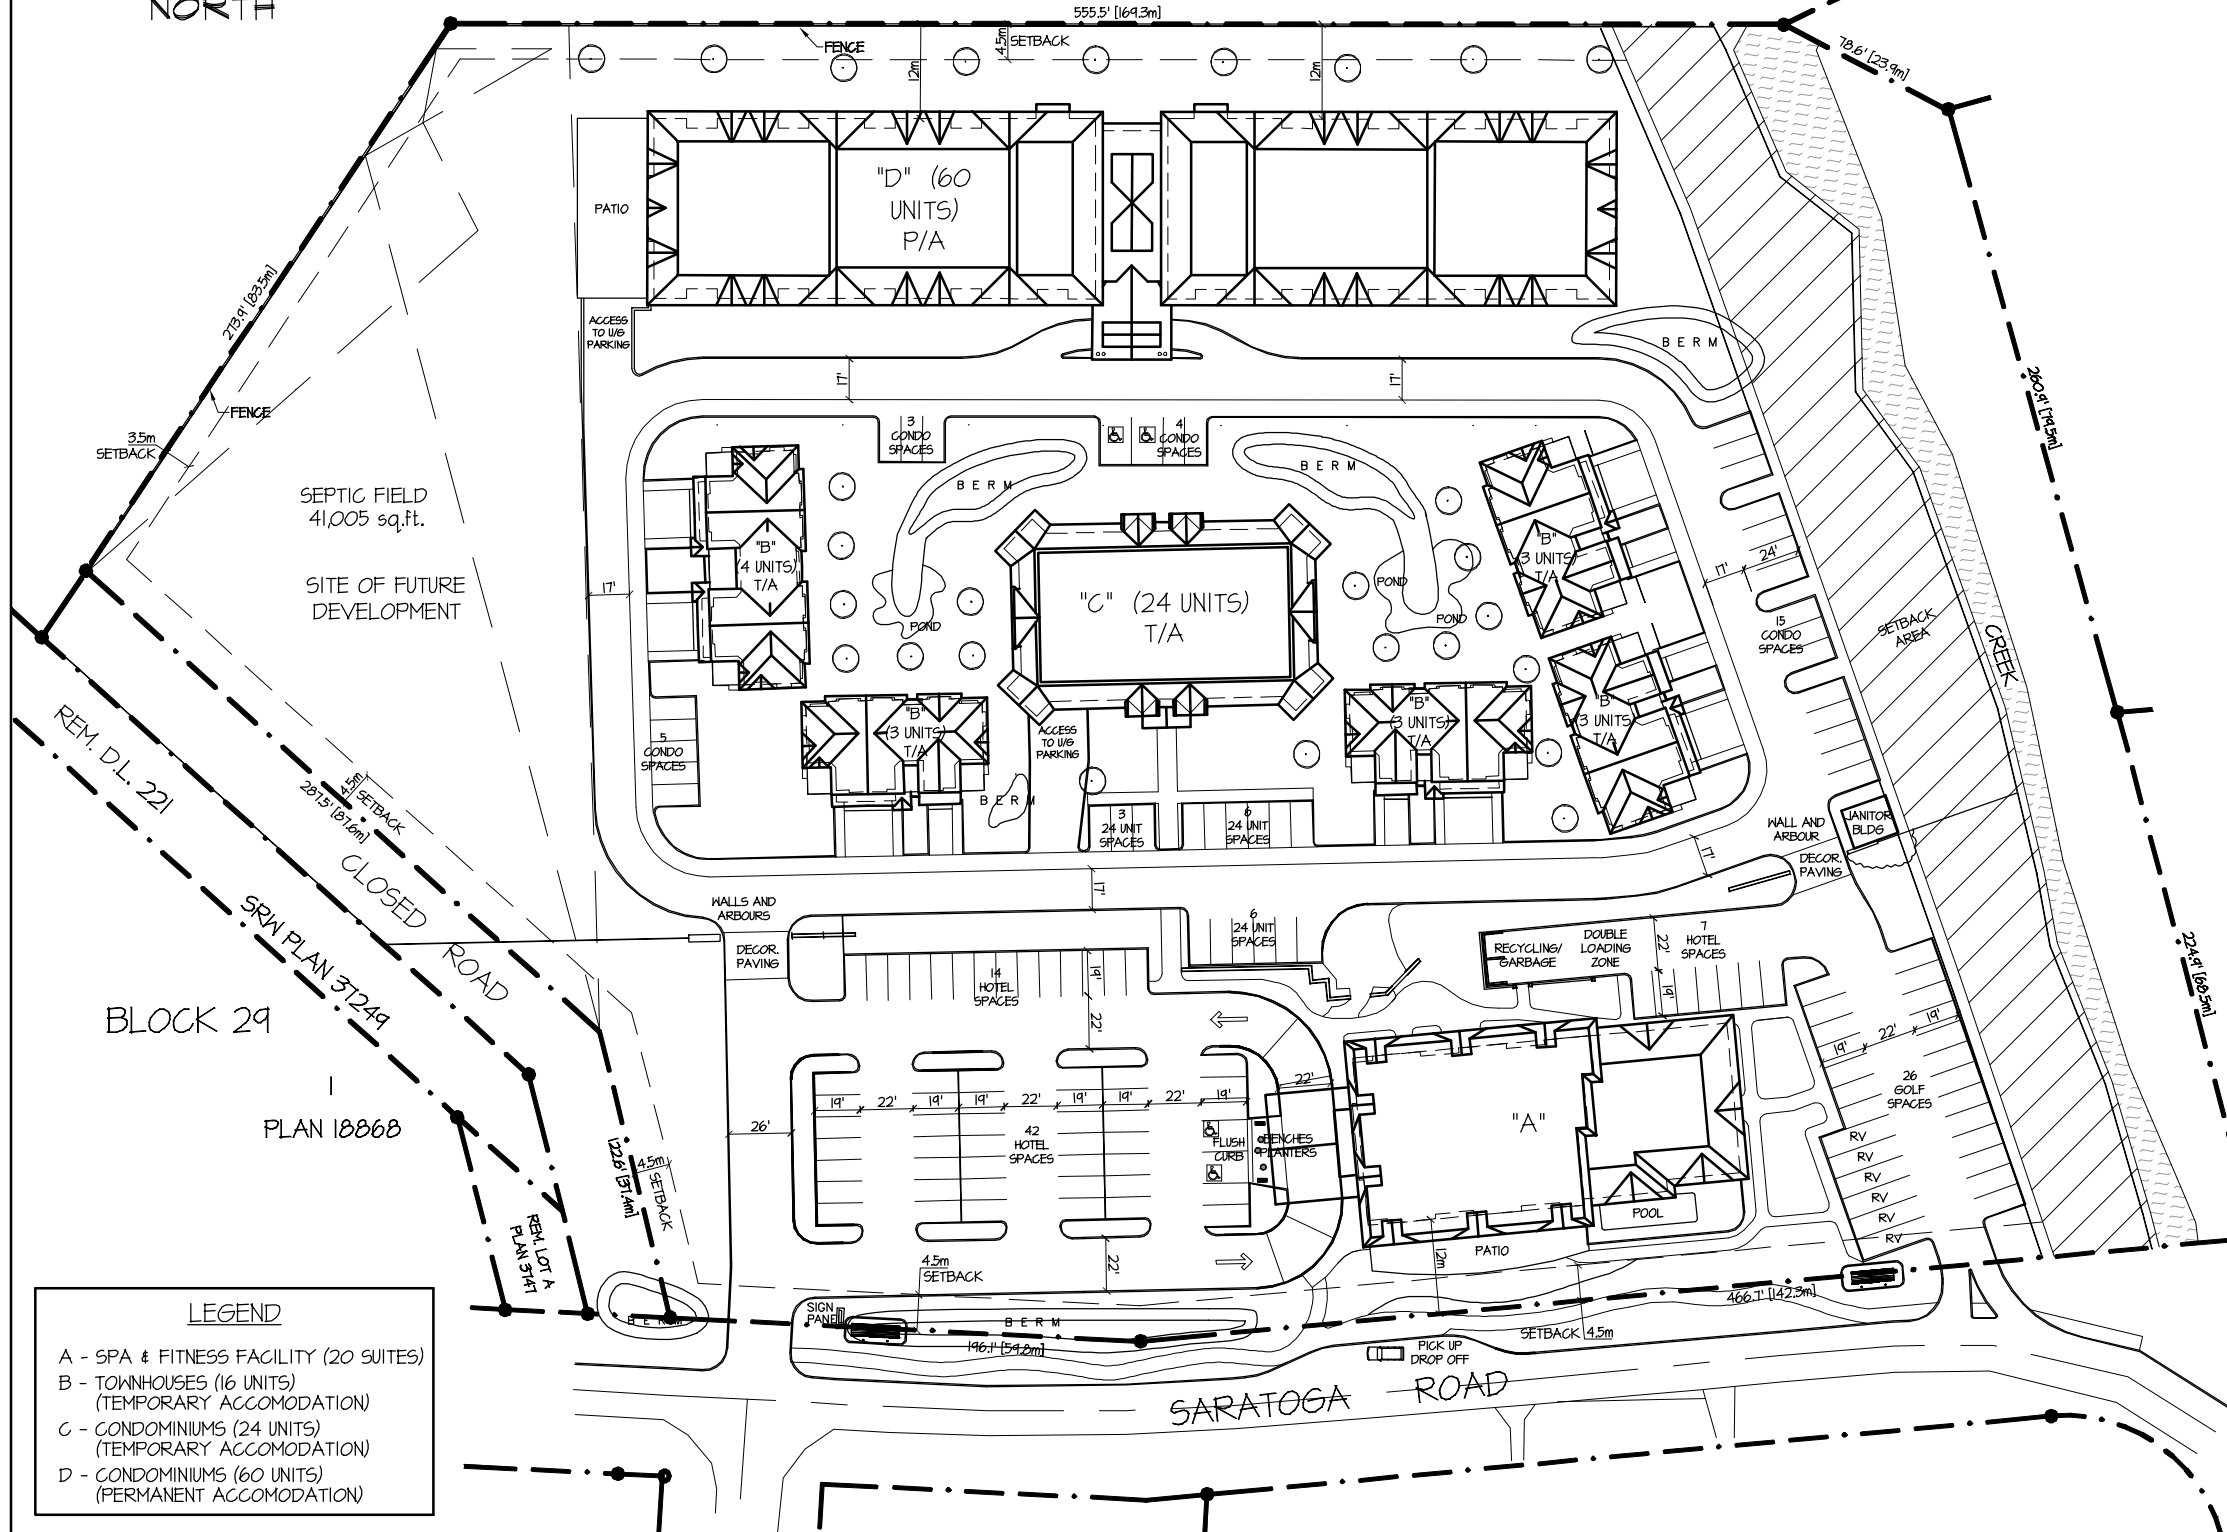 NORTH
555.5' [169.3m]
FENCE
4.5m
SETBACK
12m
12m
78.6' [23.9m]
"D" (60
UNITS)
P/A
PATIO
273.9' [83.5m]
ACCESS
TO U/G
PARKING
BERM
17'
17'
260.9' [79.5m]
FENCE
3.5m
SETBACK
3
CONDO
SPACES
4
CONDO
SPACES
BERM
BERM
SEPTIC FIELD
41,005 sq.ft.
SITE OF FUTURE
DEVELOPMENT
17'
"B"
(4 UNITS)
T/A
POND
"C" (24 UNITS)
T/A
POND
POND
"B"
(3 UNITS)
T/A
17'
24'
15
CONDO
SPACES
SETBACK
AREA
CREEK
REM. D.L. 221
5
CONDO
SPACES
"B"
(3 UNITS)
T/A
ACCESS
TO U/G
PARKING
"B"
(3 UNITS)
T/A
"B"
(3 UNITS)
T/A
287.5' [87.6m]
4.5m
SETBACK
BERM
3
24 UNIT
SPACES
6
24 UNIT
SPACES
WALL AND
ARBOUR
JANITOR
BLDG
17'
DECOR.
PAVING
CLOSED
ROAD
17'
WALLS AND
ARBOURS
DECOR.
PAVING
SRW PLAN 37249
6
24 UNIT
SPACES
RECYCLING/
GARBAGE
DOUBLE
LOADING
ZONE
22'
7
HOTEL
SPACES
19'
224.9' [68.5m]
14
HOTEL
SPACES
19'
22'
BLOCK 29
1
PLAN 18868
19'
22'
19'
26
GOLF
SPACES
19'
22'
19'
19'
22'
19'
19'
22'
19'
22'
26'
42
HOTEL
SPACES
FLUSH
CURB
BENCHES
PLANTERS
"A"
RV
RV
RV
RV
RV
RV
122.6' [37.4m]
4.5m
SETBACK
POOL
PATIO
12m
22'
REM. LOT A
PLAN 37417
4.5m
SETBACK
BERM
SIGN
PANEL
BERM
196.1' [59.8m]
466.7' [142.3m]
SETBACK 4.5m
PICK UP
DROP OFF
SARATOGA ROAD
LEGEND
A - SPA & FITNESS FACILITY (20 SUITES)
B - TOWNHOUSES (16 UNITS)
(TEMPORARY ACCOMODATION)
C - CONDOMINIUMS (24 UNITS)
(TEMPORARY ACCOMODATION)
D - CONDOMINIUMS (60 UNITS)
(PERMANENT ACCOMODATION)